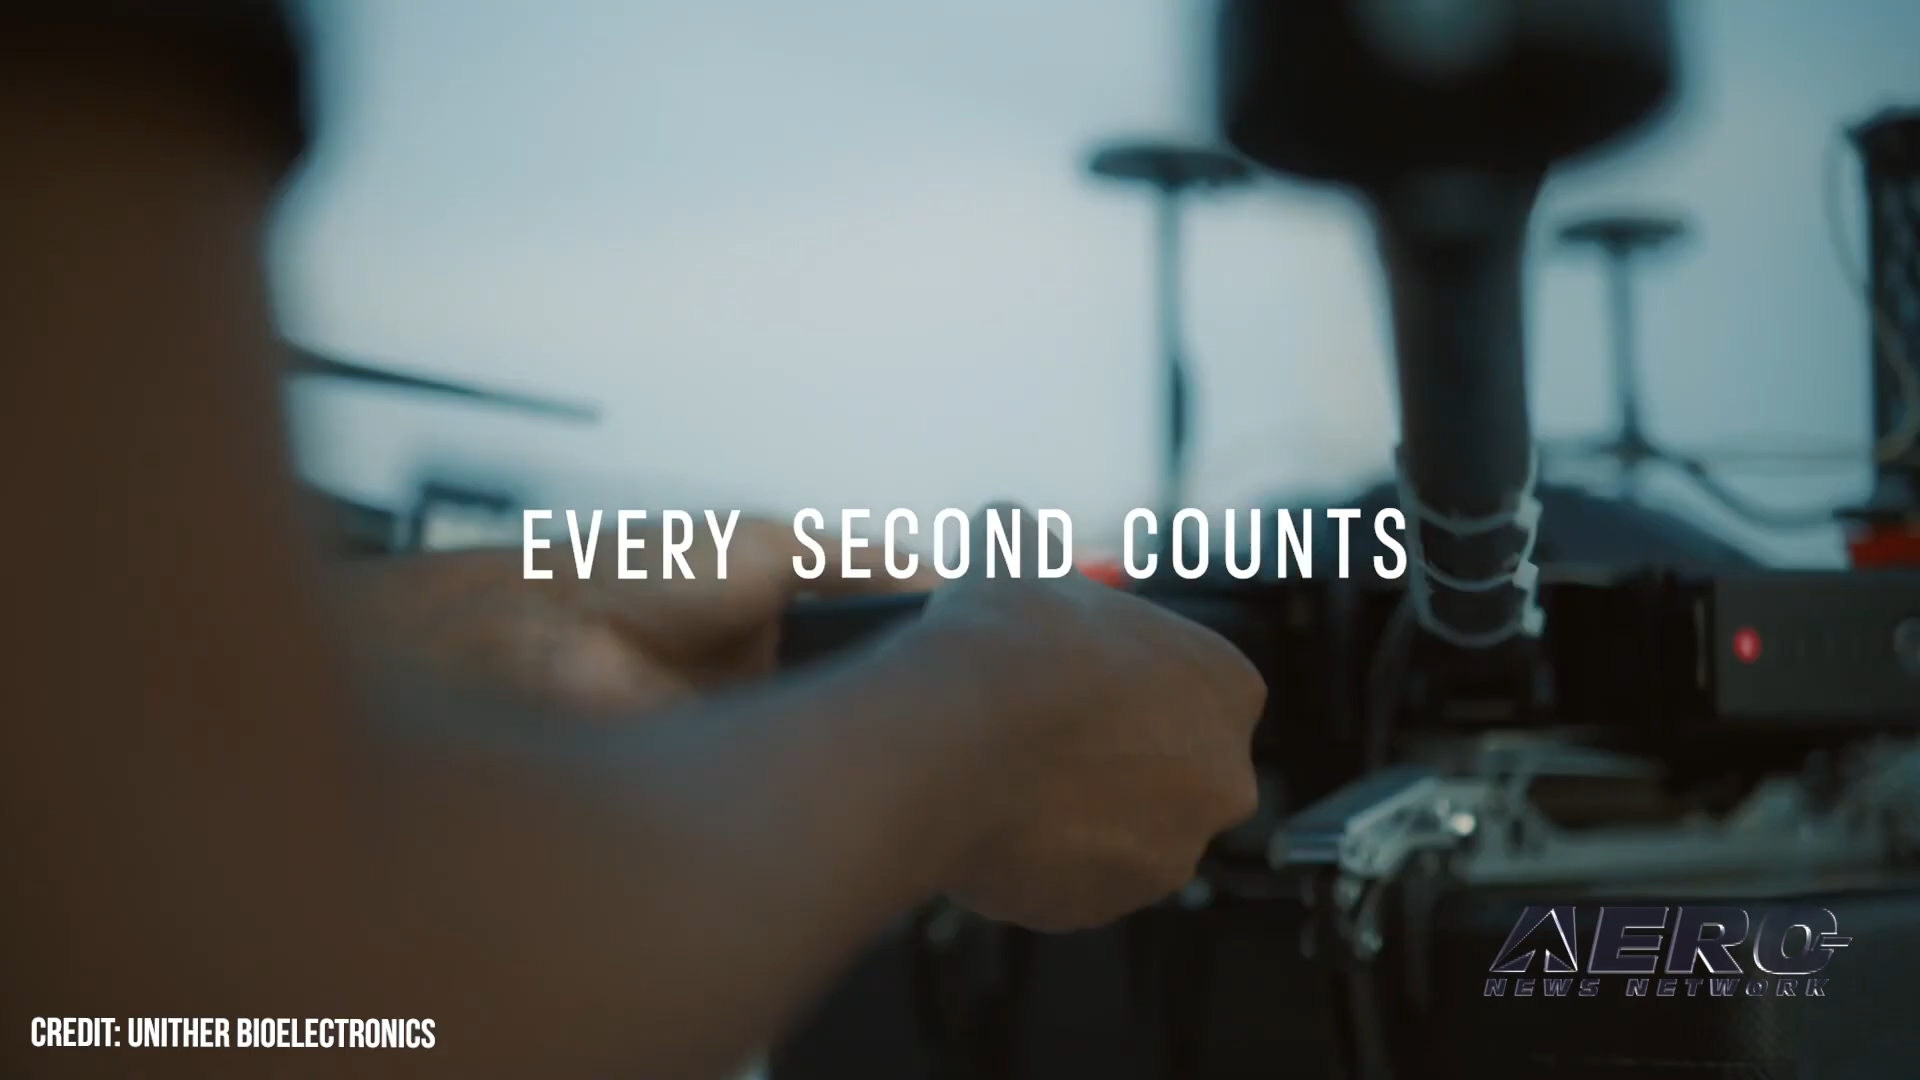 EVERY SECOND COUNTS
AERO
NEWS NETWORK
CREDIT: UNITHER BIOELECTRONICS